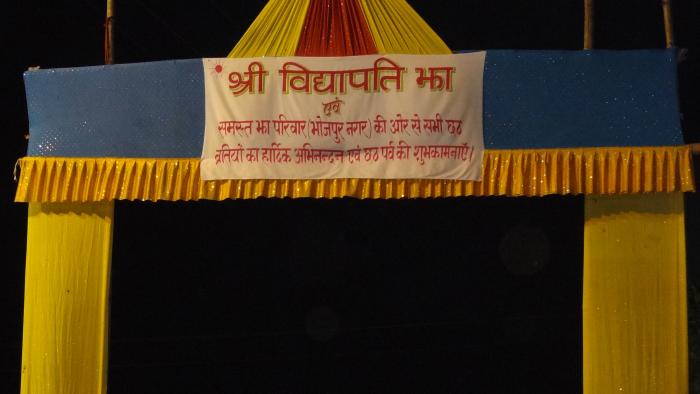 श्री विद्यापति झा
एवं
समस्त झा परिवार (भोजपुर नगर) की ओर से सभी छठ
व्रतियों का हार्दिक अभिनन्दन एवं छठ पर्व की शुभकामनाएँ।